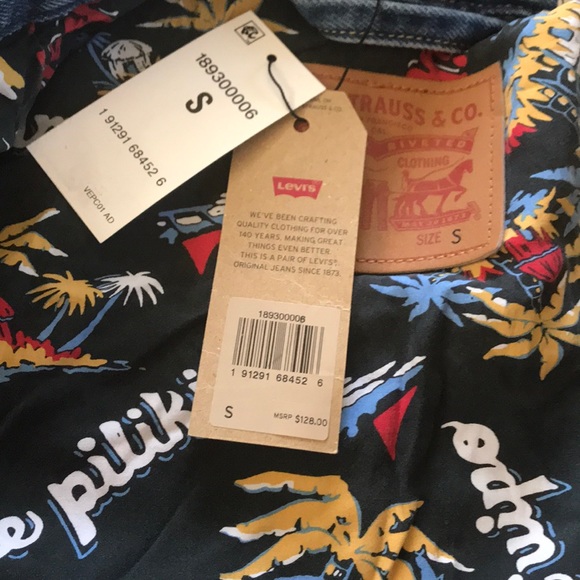 189300006
S
1 91291 68452 6
VEPC01 AD
Levi's
WE'VE BEEN CRAFTING
QUALITY CLOTHING FOR OVER
140 YEARS. MAKING GREAT
THINGS EVEN BETTER.
THIS IS A PAIR OF LEVI'S®
ORIGINAL JEANS SINCE 1873.
189300006
1 91291 68452 6
S MSRP $128.00
STRAUSS & CO.
RIVETED
CLOTHING
SIZE S
piliki